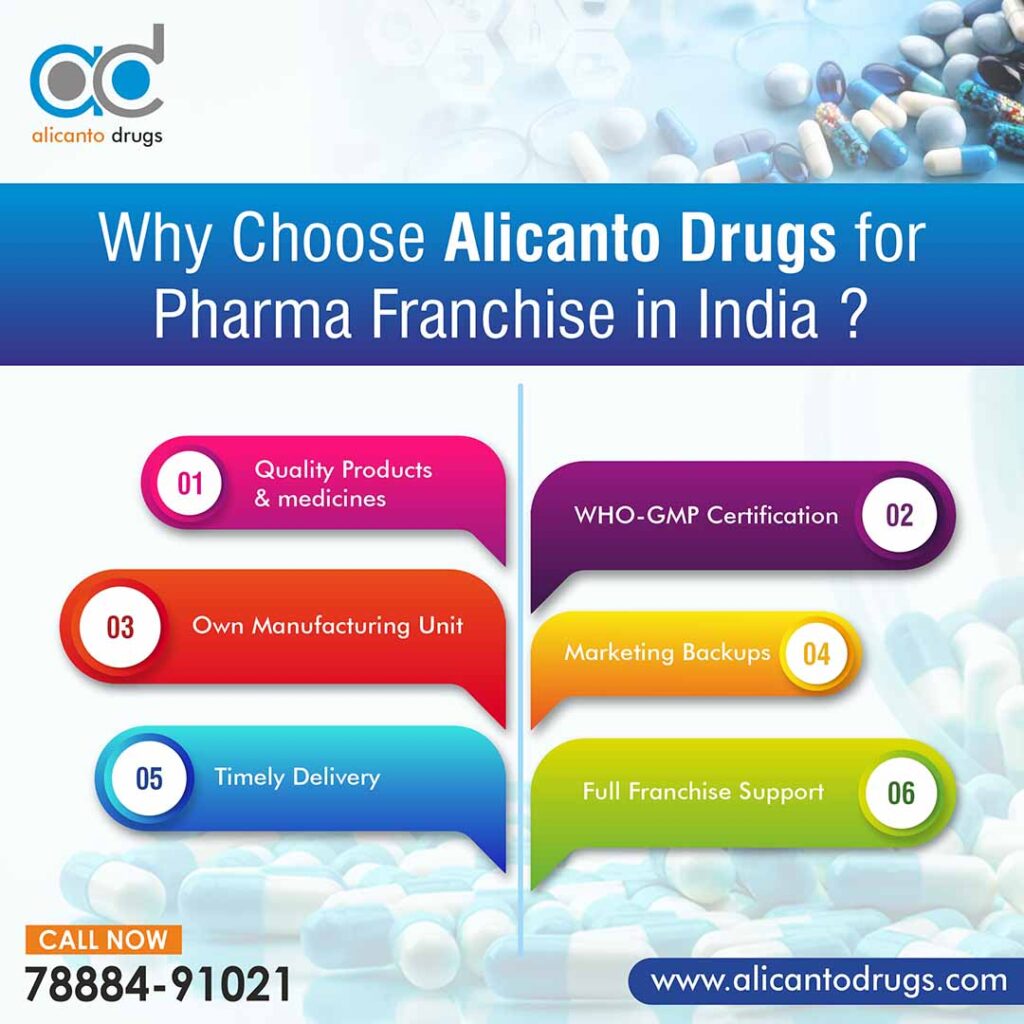 ad
alicanto drugs
Why Choose Alicanto Drugs for
Pharma Franchise in India ?
01
Quality Products
& medicines
WHO-GMP Certification
02
03
Own Manufacturing Unit
Marketing Backups
04
05
Timely Delivery
Full Franchise Support
06
CALL NOW
78884-91021
www.alicantodrugs.com